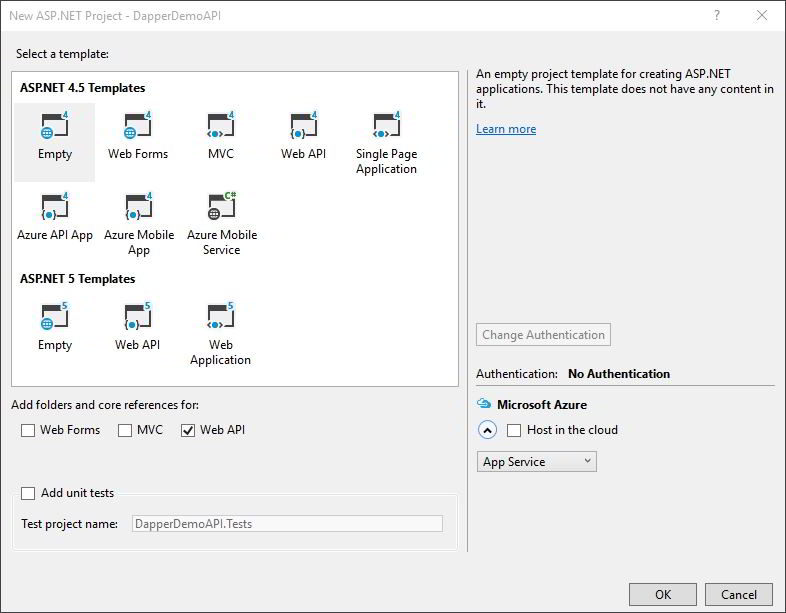 New ASP.NET Project - DapperDemoAPI
?
Select a template:
ASP.NET 4.5 Templates
4 4 4 4 4
Empty Web Forms MVC Web API Single Page
Application
4 4 C#
Azure API App Azure Mobile Azure Mobile
App Service
ASP.NET 5 Templates
5 5 5
Empty Web API Web
Application
An empty project template for creating ASP.NET
applications. This template does not have any content in
it.
Learn more
Change Authentication
Authentication: No Authentication
Microsoft Azure
Host in the cloud
App Service
Add folders and core references for:
Web Forms MVC Web API
Add unit tests
Test project name: DapperDemoAPI.Tests
OK Cancel